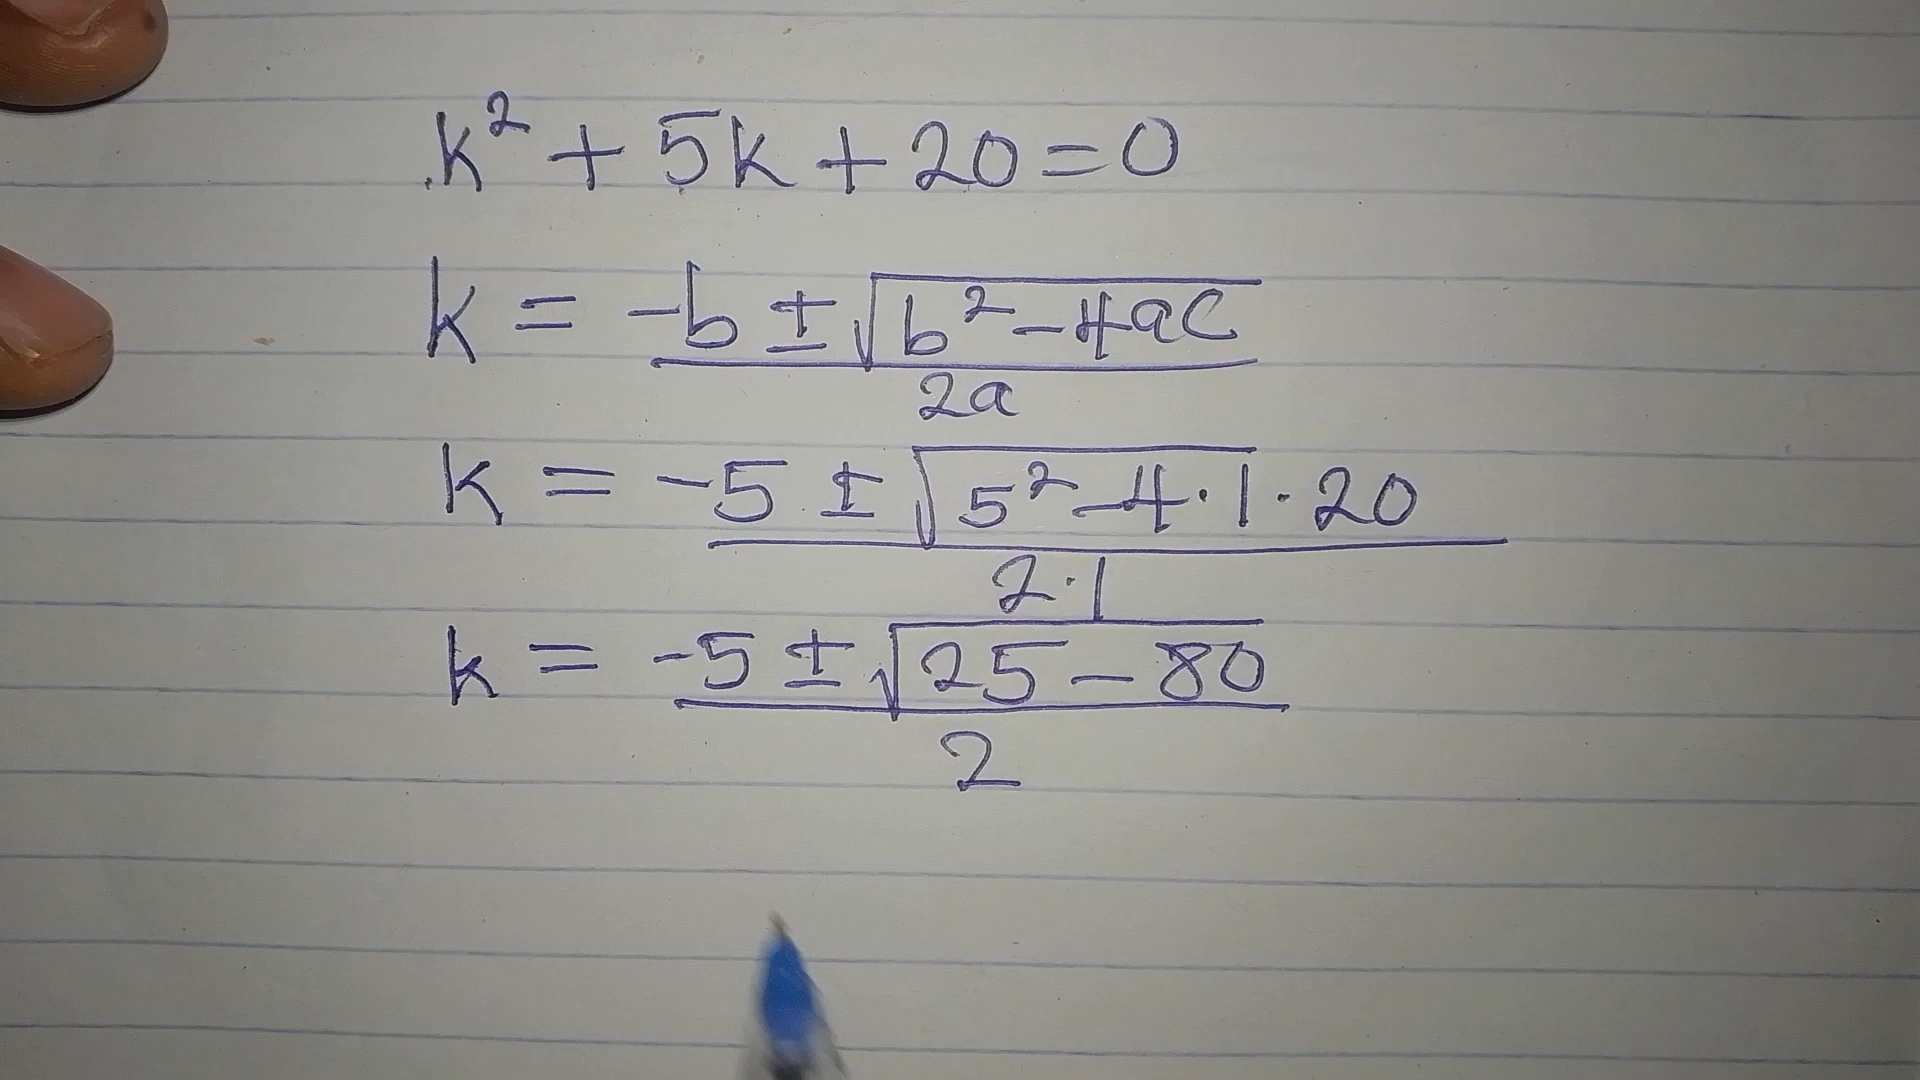 k² + 5k + 20 = 0
k = -b ± √b² - 4ac
2a
k = -5 ± √5² - 4·1·20
2·1
k = -5 ± √25 - 80
2